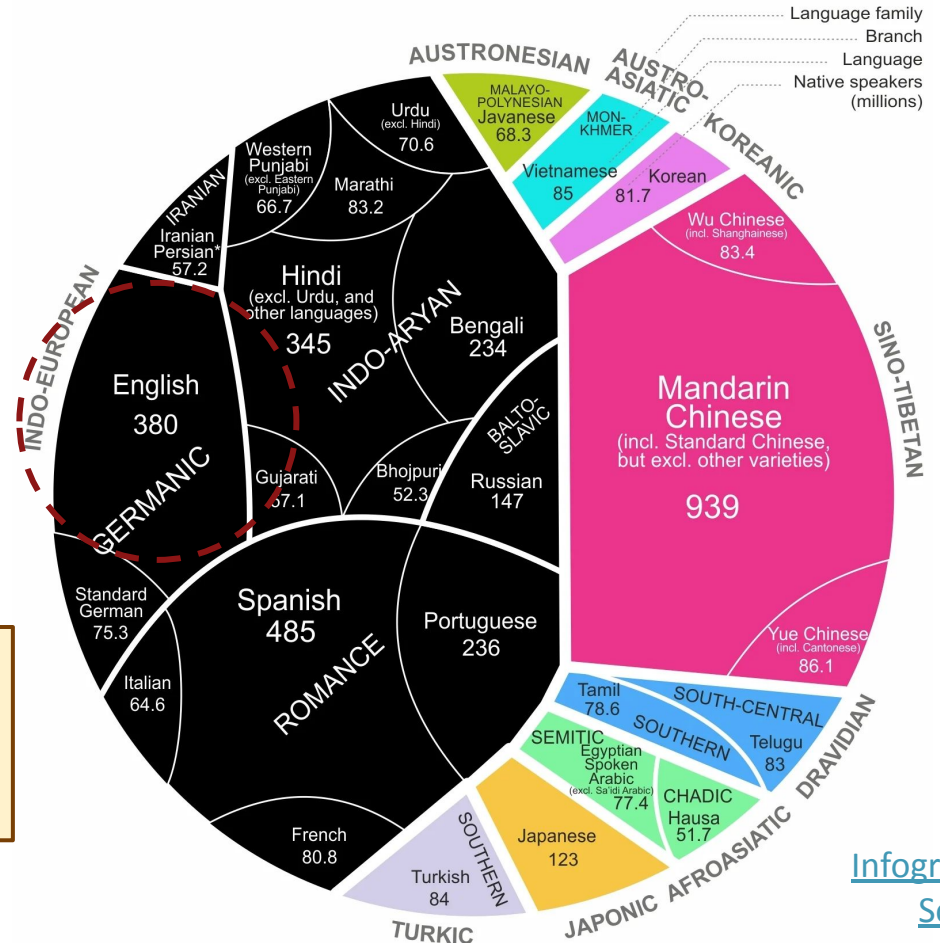 Language family
Branch
Language
Native speakers
(millions)
AUSTRONESIAN
MALAYO-
POLYNESIAN
Javanese
68.3
AUSTRO-
ASIATIC
MON-
KHMER
Vietnamese
85
KOREANIC
Korean
81.7
INDO-EUROPEAN
Urdu
(excl. Hindi)
70.6
Western
Punjabi
(excl. Eastern
Punjabi)
66.7
Marathi
83.2
IRANIAN
Iranian
Persian*
57.2
Hindi
(excl. Urdu, and
other languages)
345
INDO-ARYAN
Bengali
234
Gujarati
57.1
Bhojpuri
52.3
BALTO-
SLAVIC
Russian
147
English
380
GERMANIC
Standard
German
75.3
Spanish
485
Portuguese
236
ROMANCE
Italian
64.6
French
80.8
SINO-TIBETAN
Wu Chinese
(incl. Shanghainese)
83.4
Mandarin
Chinese
(incl. Standard Chinese,
but excl. other varieties)
939
Yue Chinese
(incl. Cantonese)
86.1
DRAVIDIAN
Tamil
78.6
SOUTHERN
SOUTH-CENTRAL
Telugu
83
AFROASIATIC
SEMITIC
Egyptian
Spoken
Arabic
(excl. Sa'idi Arabic)
77.4
CHADIC
Hausa
51.7
JAPONIC
Japanese
123
TURKIC
SOUTHERN
Turkish
84